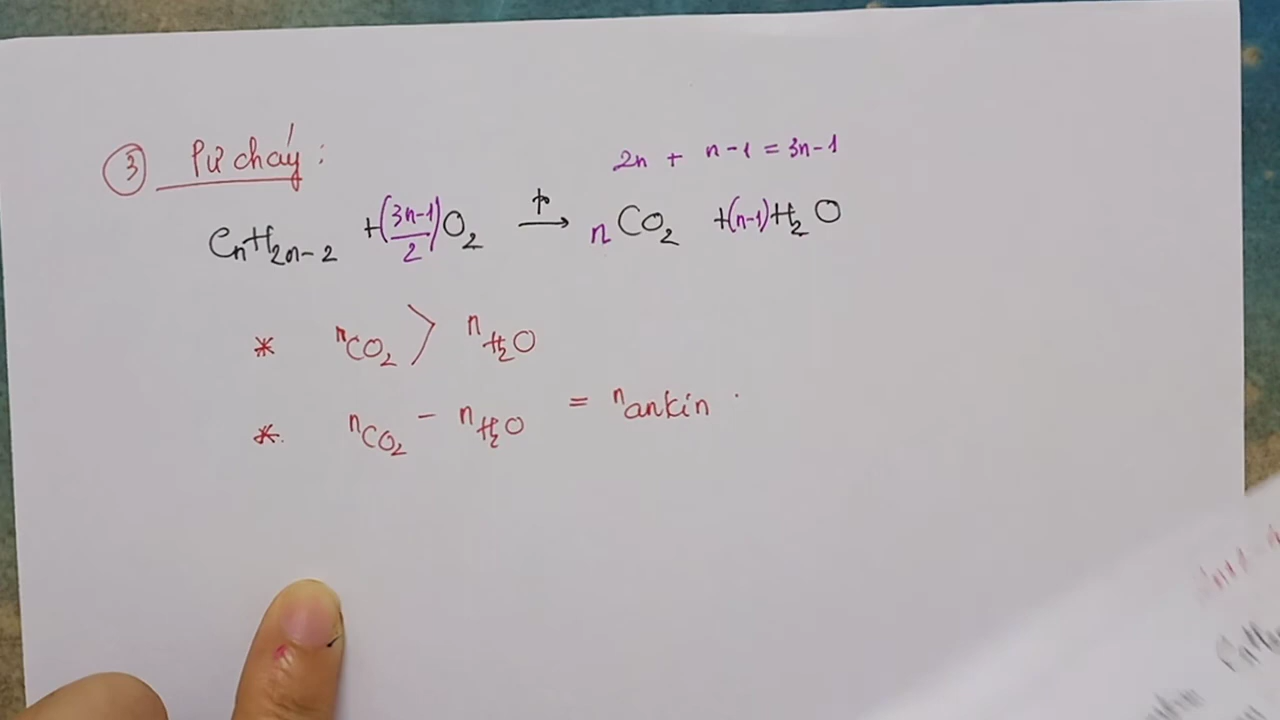 ③ Pư cháy:
2n + n-1 = 3n-1
CnH2n-2 + (3n-1)/2 O2 → t° nCO2 + (n-1)H2O
* nCO2 > nH2O
* nCO2 - nH2O = nankin.